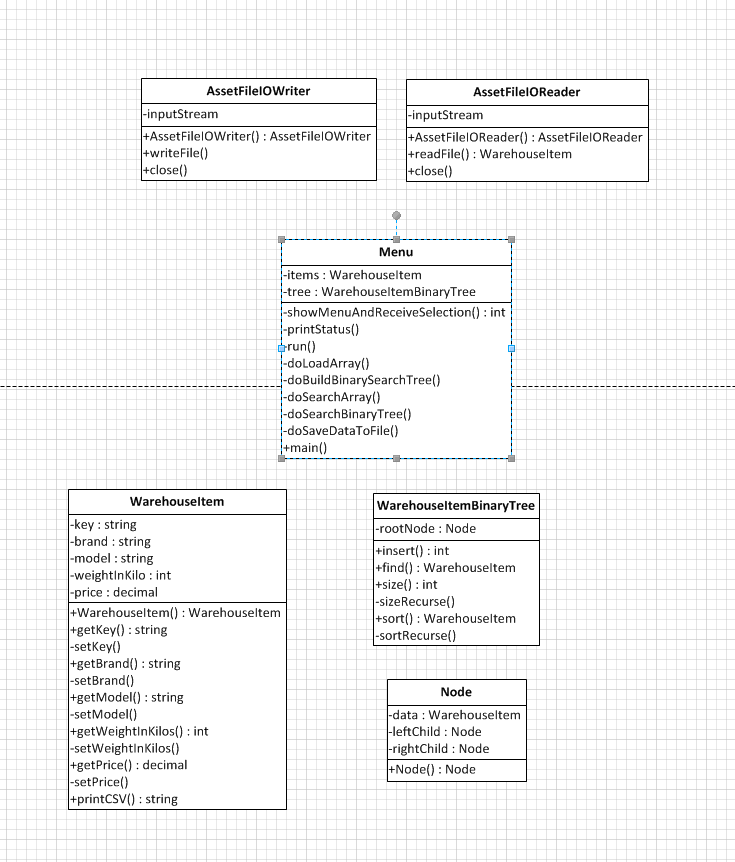 AssetFileIOWriter
-inputStream
+AssetFileIOWriter() : AssetFileIOWriter
+writeFile()
+close()
AssetFileIOReader
-inputStream
+AssetFileIOReader() : AssetFileIOReader
+readFile() : WarehouseItem
+close()
Menu
-items : WarehouseItem
-tree : WarehouseItemBinaryTree
-showMenuAndReceiveSelection() : int
-printStatus()
-run()
-doLoadArray()
-doBuildBinarySearchTree()
-doSearchArray()
-doSearchBinaryTree()
-doSaveDataToFile()
+main()
WarehouseItem
-key : string
-brand : string
-model : string
-weightInKilo : int
-price : decimal
+WarehouseItem() : WarehouseItem
+getKey() : string
-setKey()
+getBrand() : string
-setBrand()
+getModel() : string
-setModel()
+getWeightInKilos() : int
-setWeightInKilos()
+getPrice() : decimal
-setPrice()
+printCSV() : string
WarehouseItemBinaryTree
-rootNode : Node
+insert() : int
+find() : WarehouseItem
+size() : int
-sizeRecurse()
+sort() : WarehouseItem
-sortRecurse()
Node
-data : WarehouseItem
-leftChild : Node
-rightChild : Node
+Node() : Node